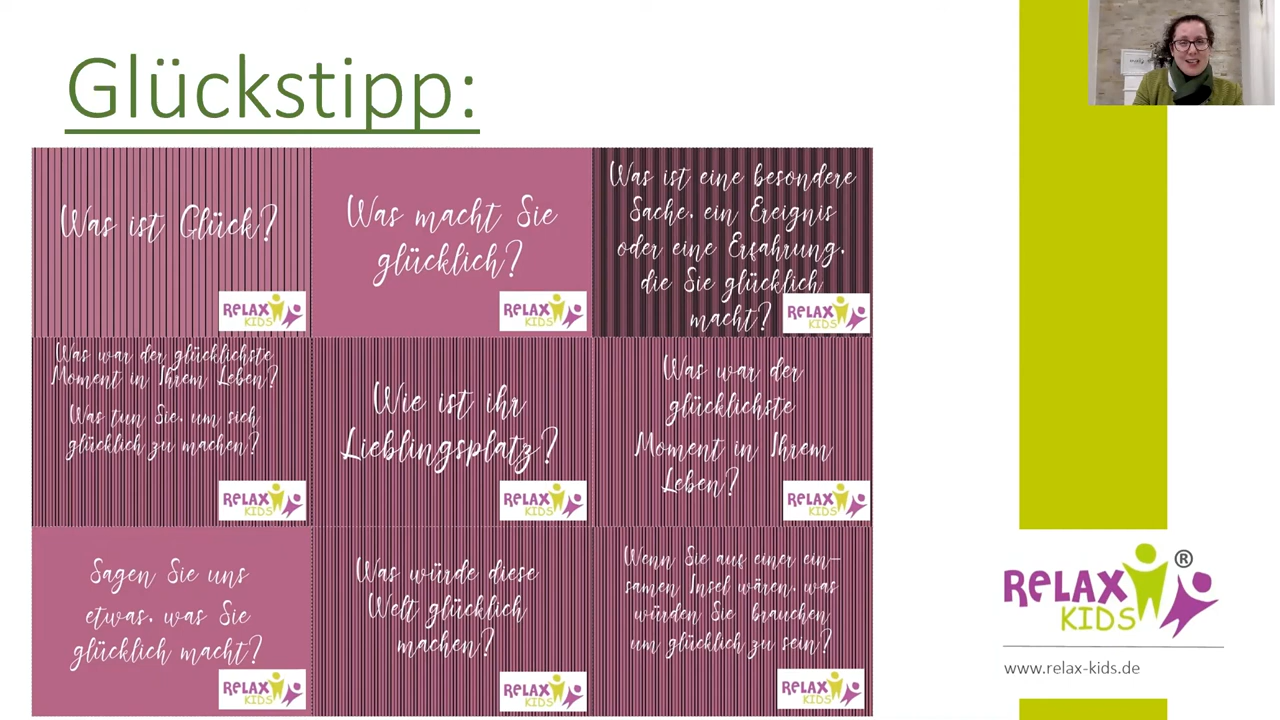 Glückstipp:
Was ist Glück?
RELAX
KIDS
Was macht Sie
glücklich?
RELAX
KIDS
Was ist eine besondere
Sache, ein Ereignis
oder eine Erfahrung,
die Sie glücklich
macht?
RELAX
KIDS
Was war der glücklichste
Moment in Ihrem Leben?
Was tun Sie, um sich
glücklich zu machen?
RELAX
KIDS
Wie ist ihr
Lieblingsplatz?
RELAX
KIDS
Was war der
glücklichste
Moment in Ihrem
Leben?
RELAX
KIDS
Sagen Sie uns
etwas, was Sie
glücklich macht?
RELAX
KIDS
Was würde diese
Welt glücklich
machen?
RELAX
KIDS
Wenn Sie auf einer ein-
samen Insel wären, was
würden Sie brauchen,
um glücklich zu sein?
RELAX
KIDS
RELAX ®
KIDS
www.relax-kids.de